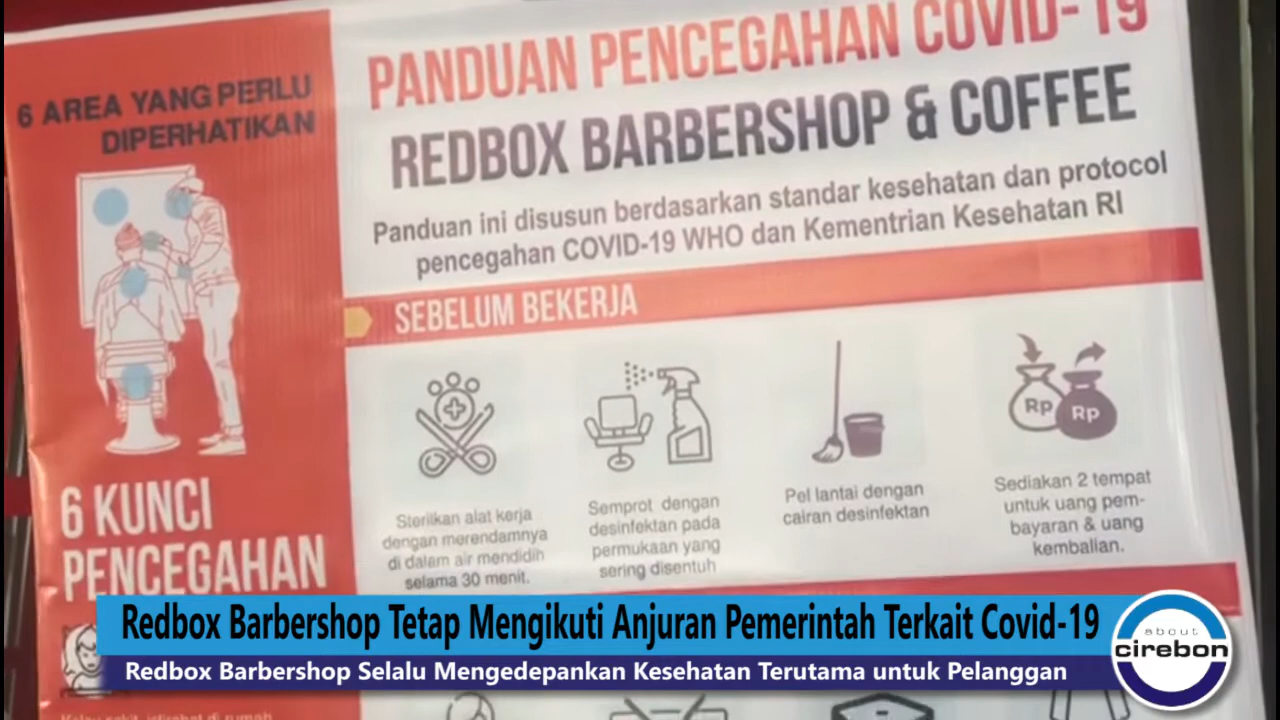 6 AREA YANG PERLU
DIPERHATIKAN
6 KUNCI
PENCEGAHAN
PANDUAN PENCEGAHAN COVID-19
REDBOX BARBERSHOP & COFFEE
Panduan ini disusun berdasarkan standar kesehatan dan protocol
pencegahan COVID-19 WHO dan Kementrian Kesehatan RI
SEBELUM BEKERJA
Sterilkan alat kerja
dengan merendamnya
di dalam air mendidih
selama 30 menit.
Semprot dengan
desinfektan pada
permukaan yang
sering disentuh
Pel lantai dengan
cairan desinfektan
Rp
Rp
Sediakan 2 tempat
untuk uang pem-
bayaran & uang
kembalian.
Redbox Barbershop Tetap Mengikuti Anjuran Pemerintah Terkait Covid-19
Redbox Barbershop Selalu Mengedepankan Kesehatan Terutama untuk Pelanggan
about
cirebon